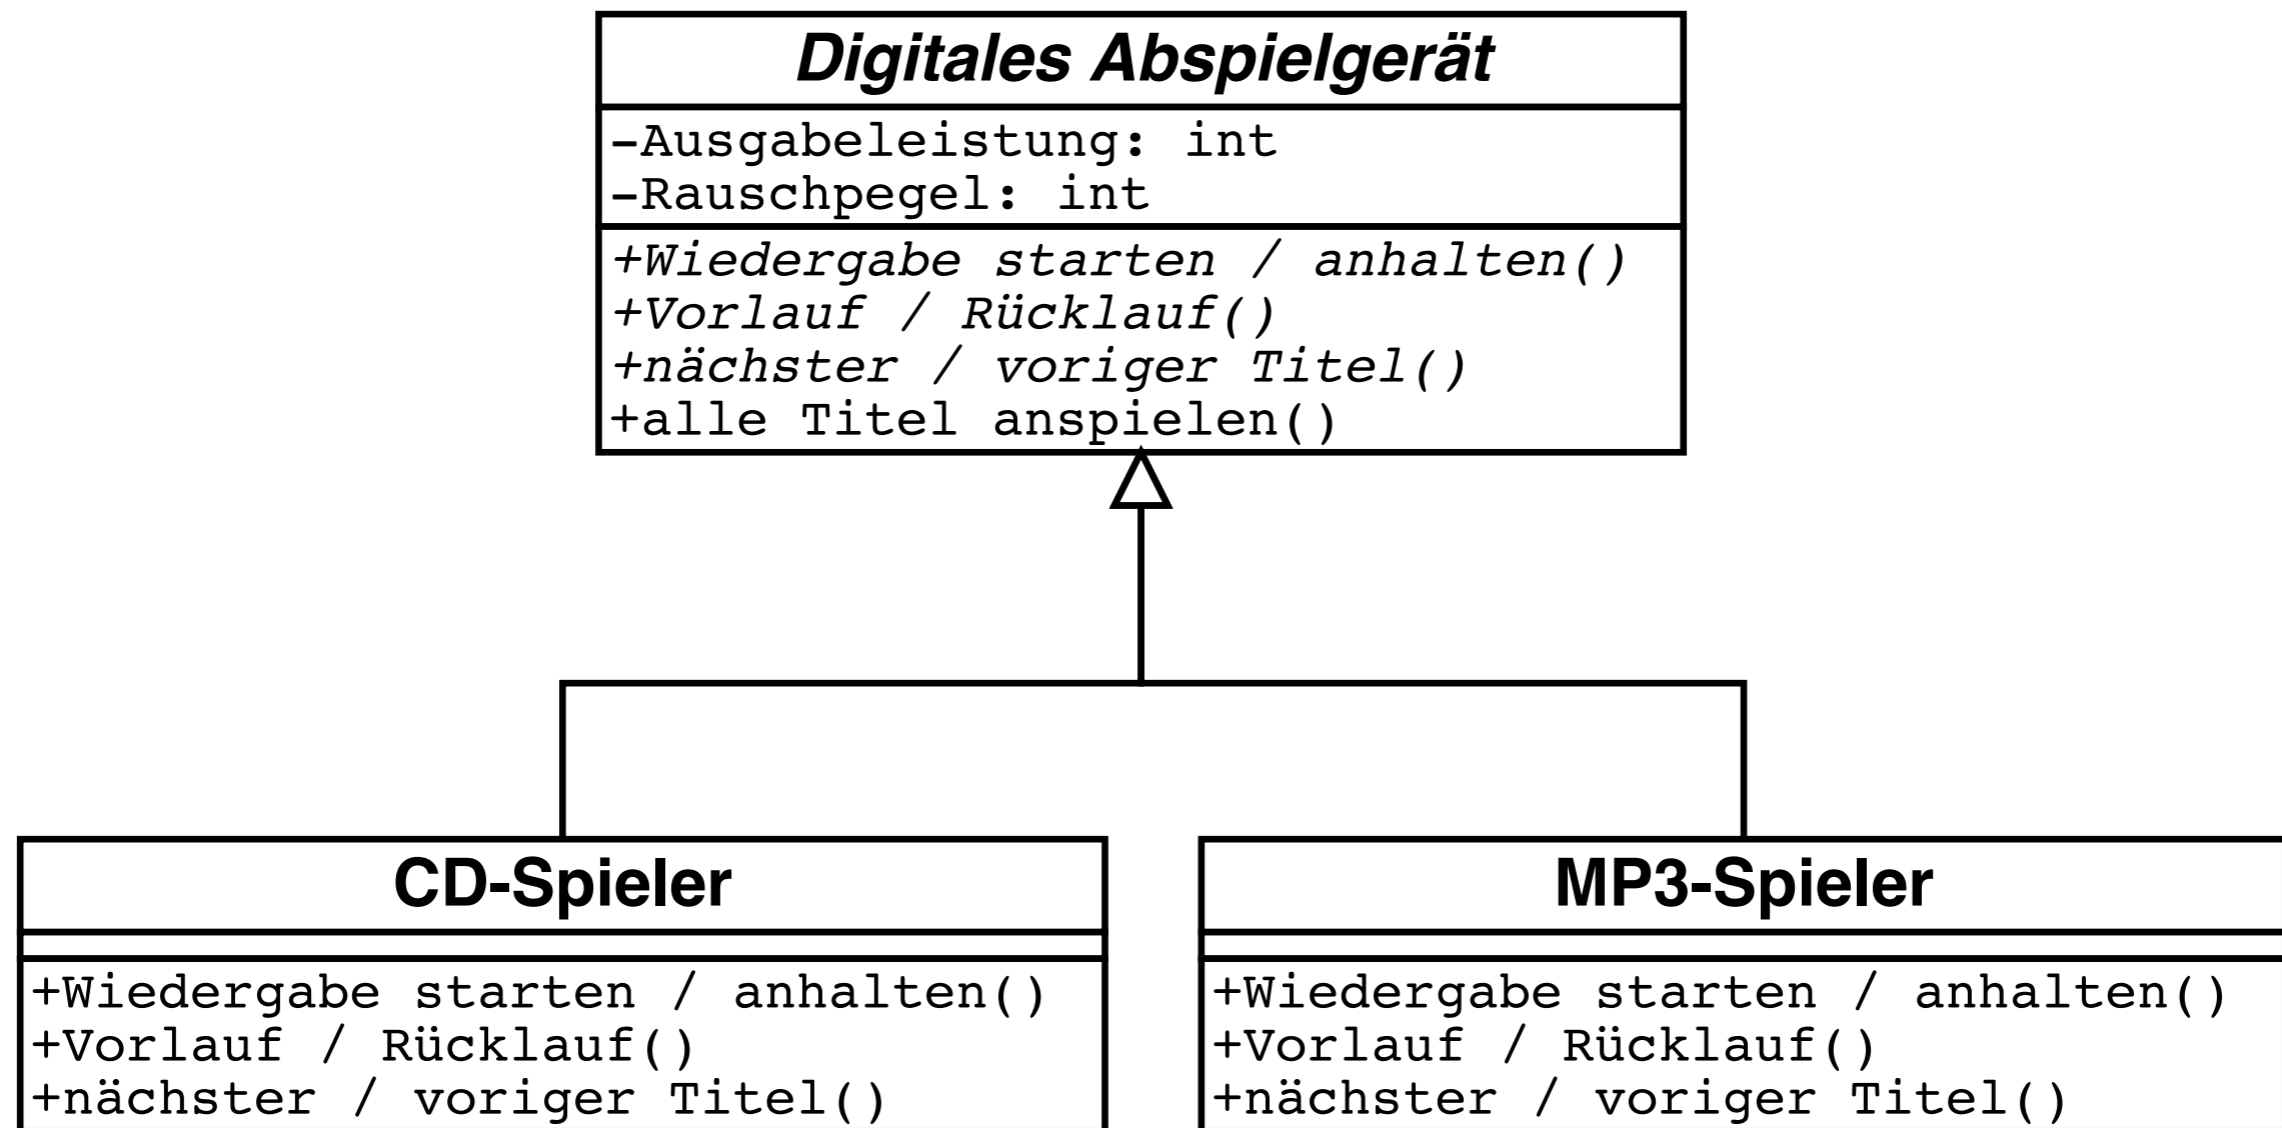 Digitales Abspielgerät
-Ausgabeleistung: int
-Rauschpegel: int
+Wiedergabe starten / anhalten()
+Vorlauf / Rücklauf()
+nächster / voriger Titel()
+alle Titel anspielen()
CD-Spieler
+Wiedergabe starten / anhalten()
+Vorlauf / Rücklauf()
+nächster / voriger Titel()
MP3-Spieler
+Wiedergabe starten / anhalten()
+Vorlauf / Rücklauf()
+nächster / voriger Titel()